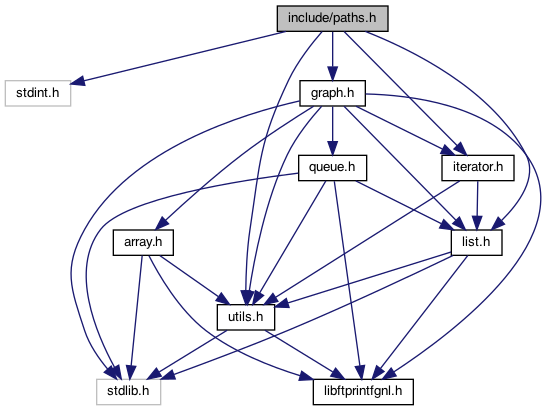 include/paths.h
stdint.h
graph.h
queue.h
iterator.h
array.h
list.h
utils.h
stdlib.h
libftprintfgnl.h